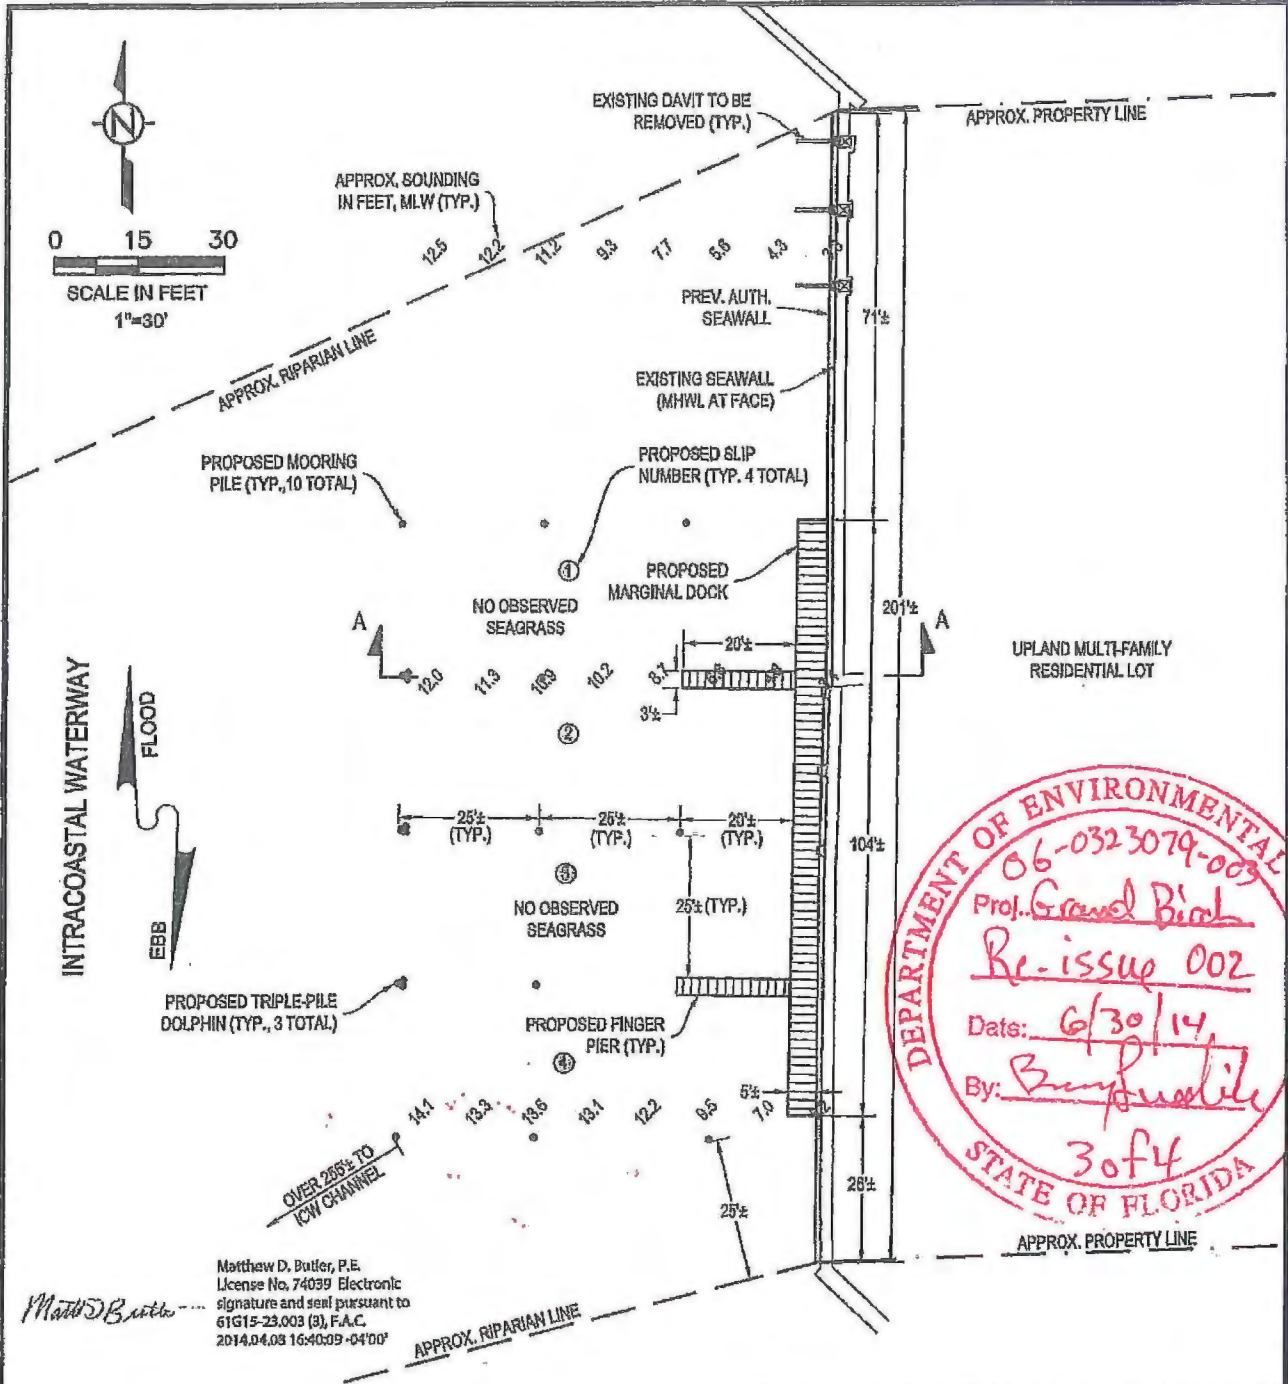 EXISTING DAVIT TO BE
REMOVED (TYP.)
APPROX. PROPERTY LINE
N
APPROX. SOUNDING
IN FEET, MLW (TYP.)
0 15 30
SCALE IN FEET
1"=30'
12.5 12.2 11.2 9.3 7.7 5.8 4.3
PREV. AUTH.
SEAWALL
71'±
APPROX. RIPARIAN LINE
EXISTING SEAWALL
(MHWL AT FACE)
PROPOSED MOORING
PILE (TYP.,10 TOTAL)
PROPOSED SLIP
NUMBER (TYP. 4 TOTAL)
1
PROPOSED
MARGINAL DOCK
NO OBSERVED
SEAGRASS
201'±
A
A
20'±
UPLAND MULTI-FAMILY
RESIDENTIAL LOT
12.0 11.3 10.9 10.2 8.7
3'±
2
INTRACOASTAL WATERWAY
FLOOD
EBB
25'±
(TYP.)
25'±
(TYP.)
20'±
(TYP.)
104'±
3
NO OBSERVED
SEAGRASS
25'± (TYP.)
PROPOSED TRIPLE-PILE
DOLPHIN (TYP., 3 TOTAL)
PROPOSED FINGER
PIER (TYP.)
4
5'±
14.1 13.3 13.6 13.1 12.2 9.5 7.0
OVER 255'± TO
ICW CHANNEL
25'±
26'±
APPROX. PROPERTY LINE
APPROX. RIPARIAN LINE
DEPARTMENT OF ENVIRONMENTAL
06-0323079-003
Proj. Grand Birch
Re-issue 002
Date: 6/30/14
By:
3 of 4
STATE OF FLORIDA
Matthew D. Butler, P.E.
License No. 74039 Electronic
signature and seal pursuant to
61G15-23.003 (3), F.A.C.
2014.04.08 16:40:09 -04'00'